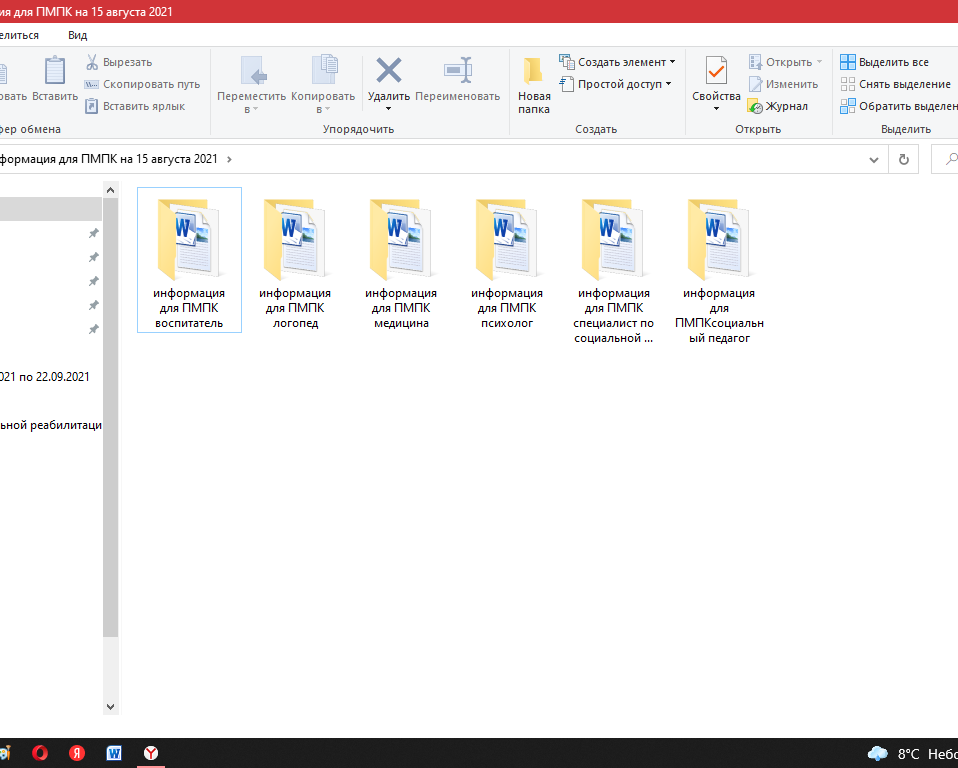 ия для ПМПК на 15 августа 2021
елиться Вид
Вырезать
Скопировать путь
Вставить ярлык
овать Вставить
фер обмена
Переместить в
Копировать в
Удалить Переименовать
Упорядочить
Новая папка
Создать элемент
Простой доступ
Создать
Свойства
Открыть
Изменить
Журнал
Открыть
Выделить все
Снять выделение
Обратить выделен
Выделить
формация для ПМПК на 15 августа 2021
информация
для ПМПК
воспитатель
информация
для ПМПК
логопед
информация
для ПМПК
медицина
информация
для ПМПК
психолог
информация
для ПМПК
специалист по
социальной ...
информация
для
ПМПКсоциальн
ый педагог
021 по 22.09.2021
ьной реабилитаци
8°C Небо